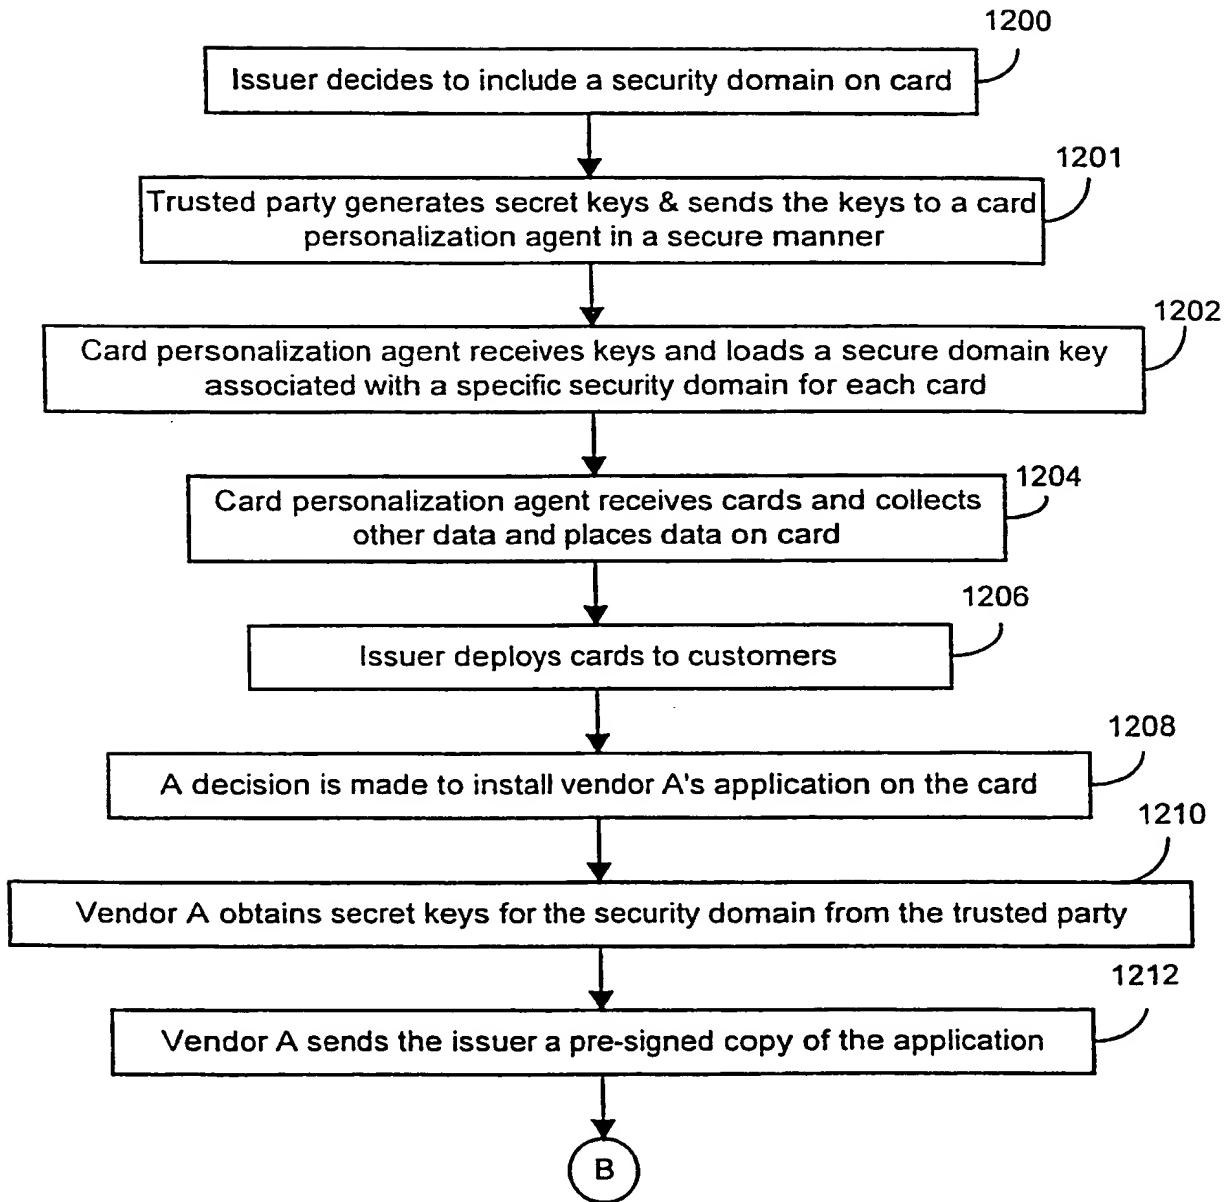 1200
Issuer decides to include a security domain on card
1201
Trusted party generates secret keys & sends the keys to a card
personalization agent in a secure manner
1202
Card personalization agent receives keys and loads a secure domain key
associated with a specific security domain for each card
1204
Card personalization agent receives cards and collects
other data and places data on card
1206
Issuer deploys cards to customers
1208
A decision is made to install vendor A's application on the card
1210
Vendor A obtains secret keys for the security domain from the trusted party
1212
Vendor A sends the issuer a pre-signed copy of the application
B